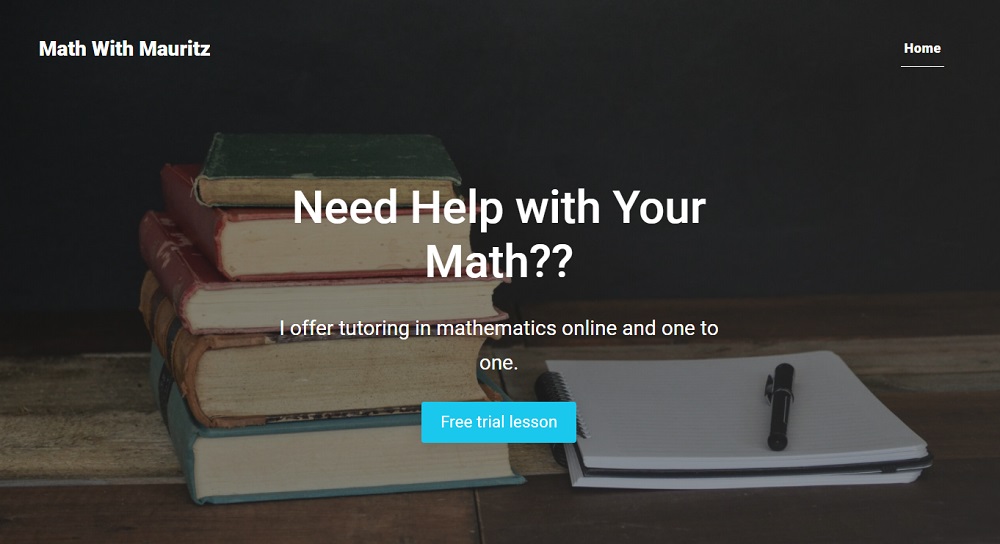 Math With Mauritz
Home
Need Help with Your
Math??
I offer tutoring in mathematics online and one to
one.
Free trial lesson